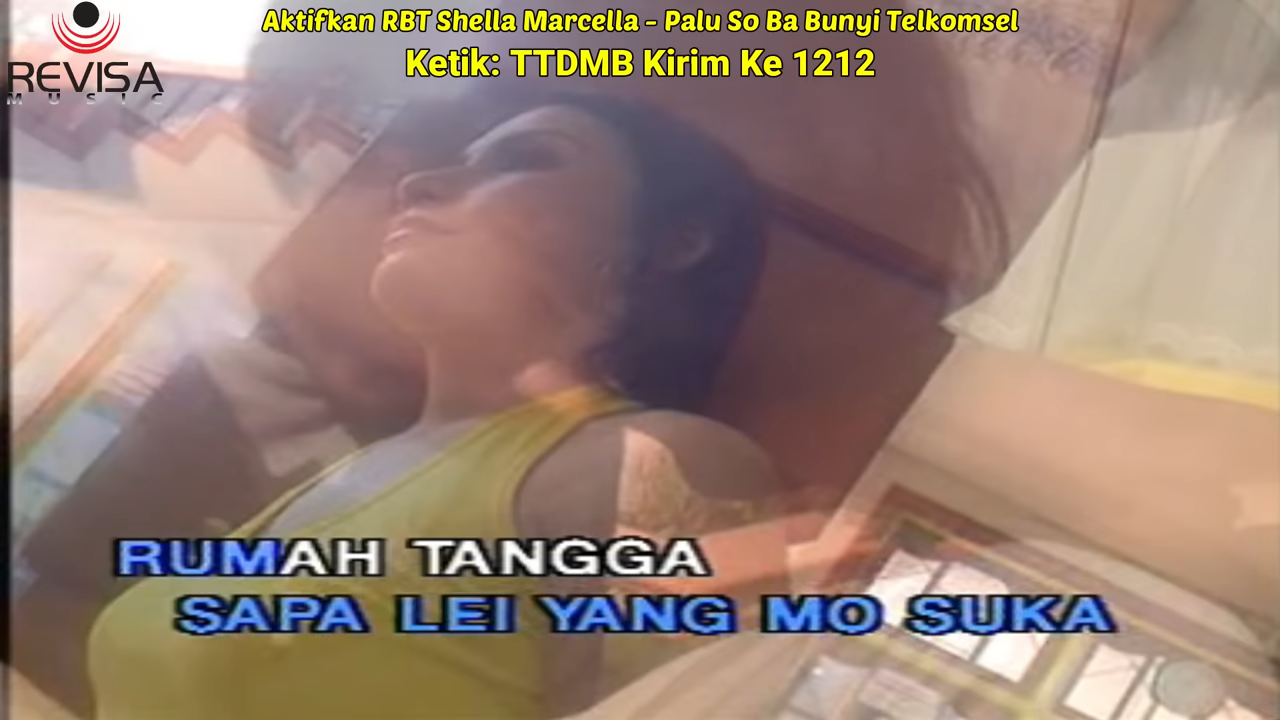 Aktifkan RBT Shella Marcella - Palu So Ba Bunyi Telkomsel
Ketik: TTDMB Kirim Ke 1212
REVISA
MUSIC
RUMAH TANGGA
SAPA LEI YANG MO SUKA